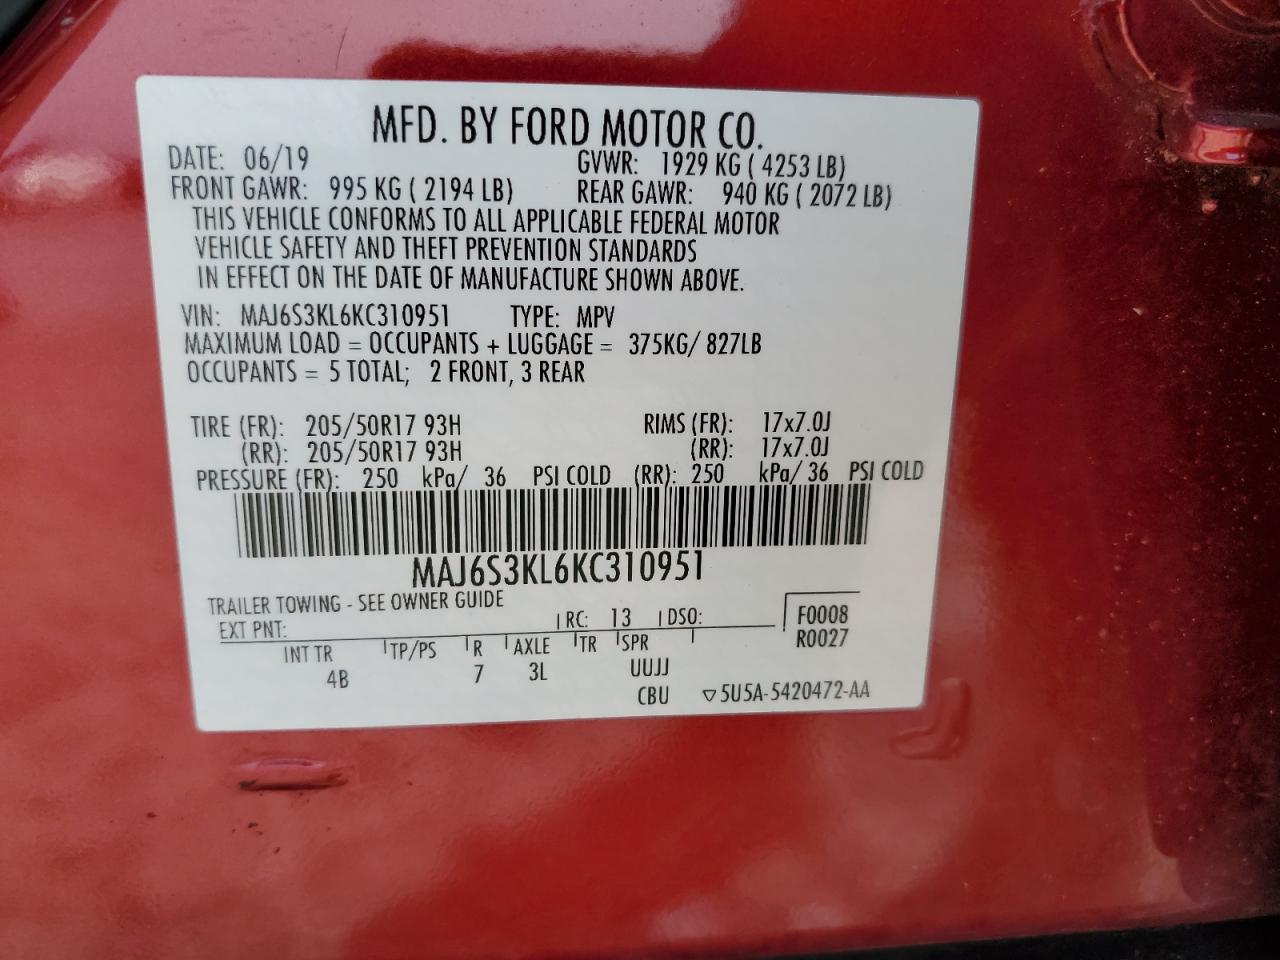 MFD. BY FORD MOTOR CO.
DATE: 06/19 GVWR: 1929 KG ( 4253 LB)
FRONT GAWR: 995 KG ( 2194 LB) REAR GAWR: 940 KG ( 2072 LB)
THIS VEHICLE CONFORMS TO ALL APPLICABLE FEDERAL MOTOR
VEHICLE SAFETY AND THEFT PREVENTION STANDARDS
IN EFFECT ON THE DATE OF MANUFACTURE SHOWN ABOVE.
VIN: MAJ6S3KL6KC310951 TYPE: MPV
MAXIMUM LOAD = OCCUPANTS + LUGGAGE = 375KG/ 827LB
OCCUPANTS = 5 TOTAL; 2 FRONT, 3 REAR
TIRE (FR): 205/50R17 93H RIMS (FR): 17x7.0J
(RR): 205/50R17 93H (RR): 17x7.0J
PRESSURE (FR): 250 kPa/ 36 PSI COLD (RR): 250 kPa/ 36 PSI COLD
MAJ6S3KL6KC310951
TRAILER TOWING - SEE OWNER GUIDE
EXT PNT: RC: 13 DSO: F0008
R0027
INT TR TP/PS R AXLE TR SPR
4B 7 3L UUJJ
CBU ▽5U5A-5420472-AA